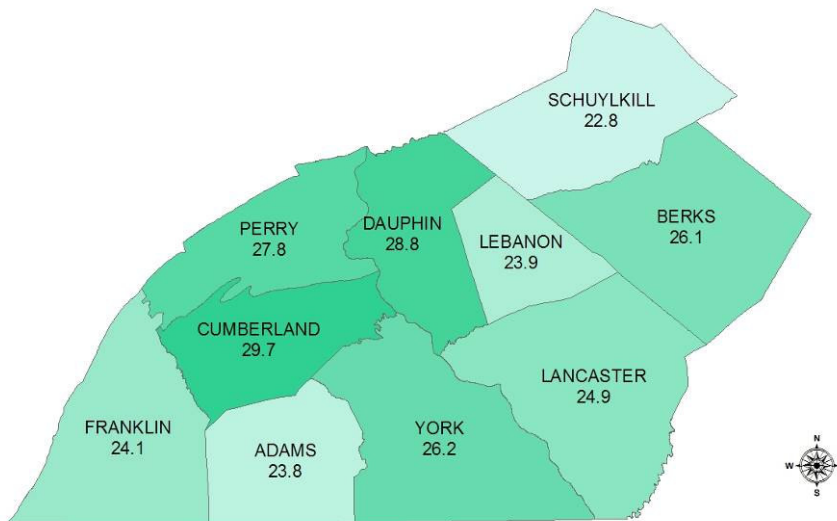 SCHUYLKILL
22.8
BERKS
26.1
PERRY
27.8
DAUPHIN
28.8
LEBANON
23.9
CUMBERLAND
29.7
LANCASTER
24.9
FRANKLIN
24.1
ADAMS
23.8
YORK
26.2
N
W
E
S